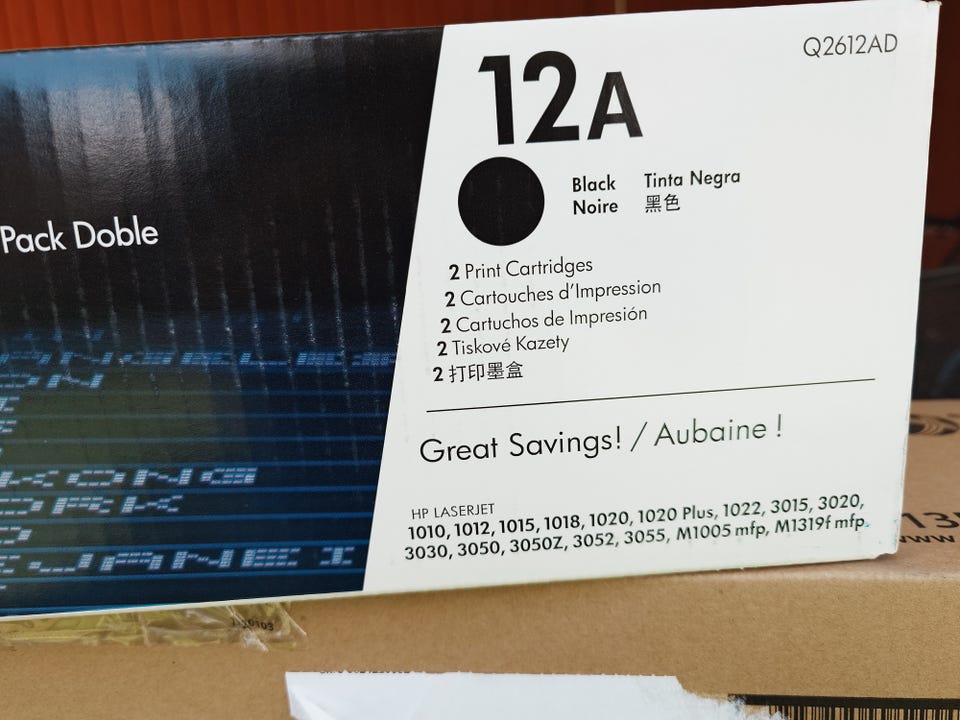 Q2612AD
12A
Black Tinta Negra
Noire 黑色
Pack Doble
2 Print Cartridges
2 Cartouches d'Impression
2 Cartuchos de Impresión
2 Tiskové Kazety
2 打印墨盒
Great Savings! / Aubaine !
HP LASERJET
1010, 1012, 1015, 1018, 1020, 1020 Plus, 1022, 3015, 3020,
3030, 3050, 3050Z, 3052, 3055, M1005 mfp, M1319f mfp